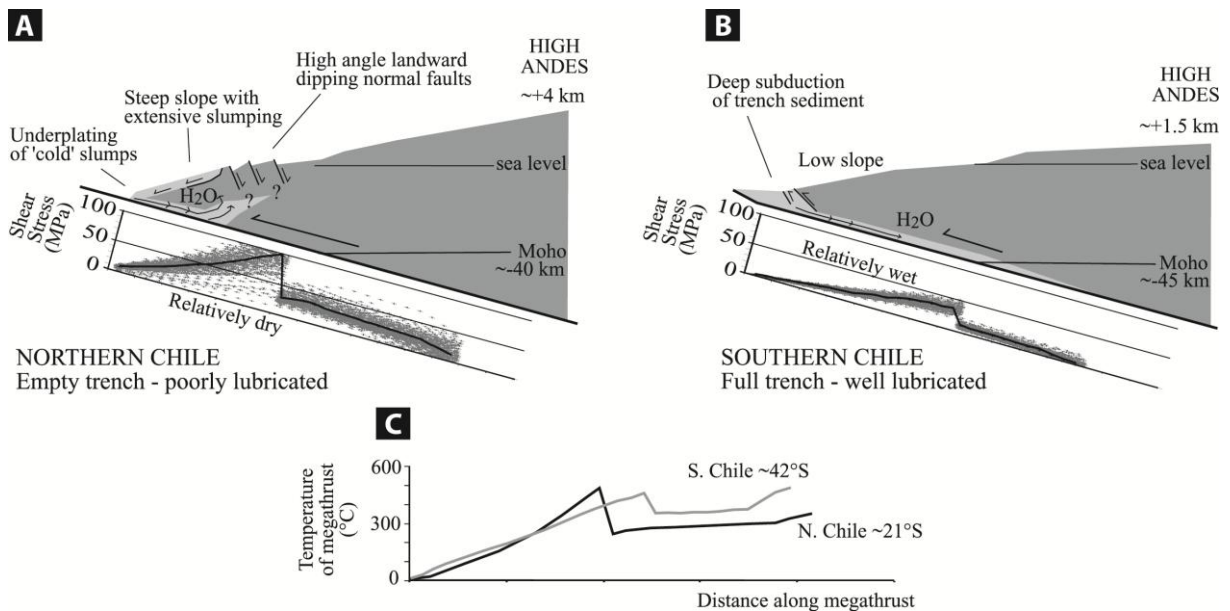 A
Underplating
of 'cold' slumps
Steep slope with
extensive slumping
High angle landward
dipping normal faults
HIGH
ANDES
~+4 km
sea level
H2O
?
?
Shear
Stress
(MPa)
100
50
0
Moho
~-40 km
Relatively dry
NORTHERN CHILE
Empty trench - poorly lubricated
B
Deep subduction
of trench sediment
Low slope
HIGH
ANDES
~+1.5 km
sea level
H2O
Shear
Stress
(MPa)
100
50
0
Relatively wet
Moho
~-45 km
SOUTHERN CHILE
Full trench - well lubricated
C
Temperature
of megathrust
(°C)
600
300
0
S. Chile ~42°S
N. Chile ~21°S
Distance along megathrust